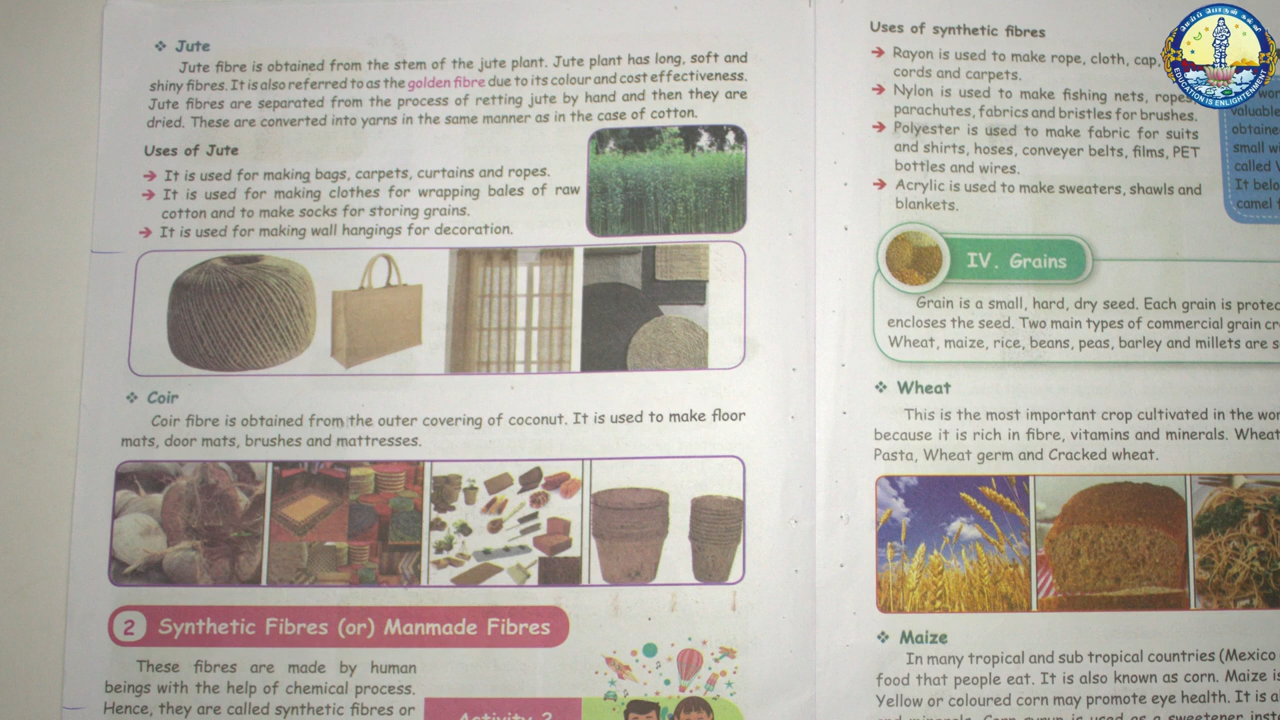 ❖ Jute
Jute fibre is obtained from the stem of the jute plant. Jute plant has long, soft and
shiny fibres. It is also referred to as the golden fibre due to its colour and cost effectiveness.
Jute fibres are separated from the process of retting jute by hand and then they are
dried. These are converted into yarns in the same manner as in the case of cotton.
Uses of Jute
➔ It is used for making bags, carpets, curtains and ropes.
➔ It is used for making clothes for wrapping bales of raw
cotton and to make socks for storing grains.
➔ It is used for making wall hangings for decoration.
❖ Coir
Coir fibre is obtained from the outer covering of coconut. It is used to make floor
mats, door mats, brushes and mattresses.
2 Synthetic Fibres (or) Manmade Fibres
These fibres are made by human
beings with the help of chemical process.
Hence, they are called synthetic fibres or
Activity 2
Uses of synthetic fibres
➔ Rayon is used to make rope, cloth, cap,
cords and carpets.
➔ Nylon is used to make fishing nets, ropes,
parachutes, fabrics and bristles for brushes.
➔ Polyester is used to make fabric for suits
and shirts, hoses, conveyer belts, films, PET
bottles and wires.
➔ Acrylic is used to make sweaters, shawls and
blankets.
valuable
obtaine
small wi
called
It belo
camel
IV. Grains
Grain is a small, hard, dry seed. Each grain is protec
encloses the seed. Two main types of commercial grain cr
Wheat, maize, rice, beans, peas, barley and millets are s
❖ Wheat
This is the most important crop cultivated in the wor
because it is rich in fibre, vitamins and minerals. Wheat
Pasta, Wheat germ and Cracked wheat.
❖ Maize
In many tropical and sub tropical countries (Mexico
food that people eat. It is also known as corn. Maize is
Yellow or coloured corn may promote eye health. It is a
and minerals. Corn syrup is used as a sweetener inst
மெய்ப் பொருள் கல்வி
EDUCATION IS ENLIGHTENMENT